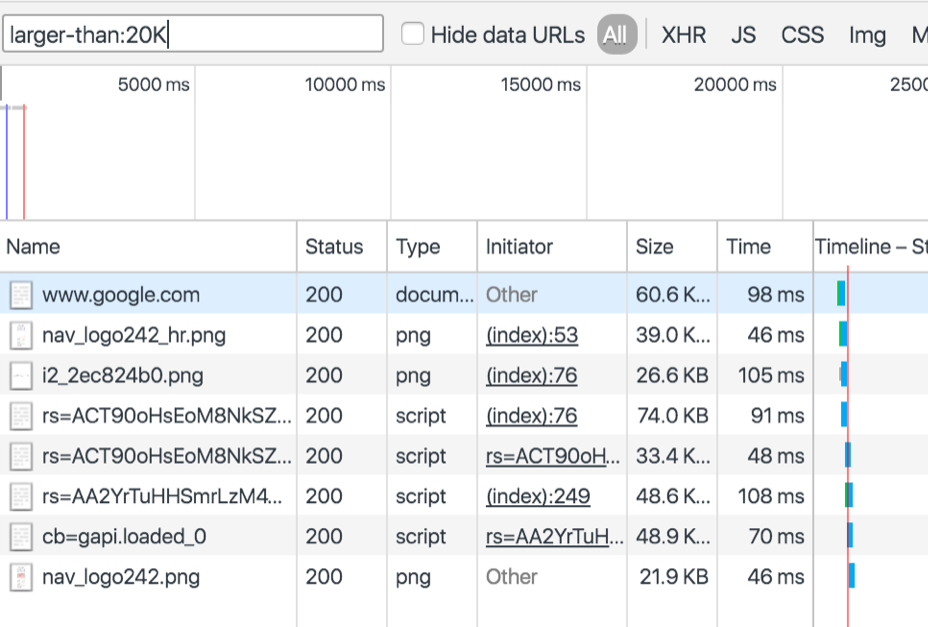 larger-than:20K Hide data URLs All XHR JS CSS Img M
5000 ms 10000 ms 15000 ms 20000 ms 2500
Name Status Type Initiator Size Time Timeline – St
www.google.com 200 docum... Other 60.6 K... 98 ms
nav_logo242_hr.png 200 png (index):53 39.0 K... 46 ms
i2_2ec824b0.png 200 png (index):76 26.6 KB 105 ms
rs=ACT90oHsEoM8NkSZ... 200 script (index):76 74.0 KB 91 ms
rs=ACT90oHsEoM8NkSZ... 200 script rs=ACT90oH... 33.4 K... 48 ms
rs=AA2YrTuHHSmrLzM4... 200 script (index):249 48.6 K... 108 ms
cb=gapi.loaded_0 200 script rs=AA2YrTuH... 48.9 K... 70 ms
nav_logo242.png 200 png Other 21.9 KB 46 ms